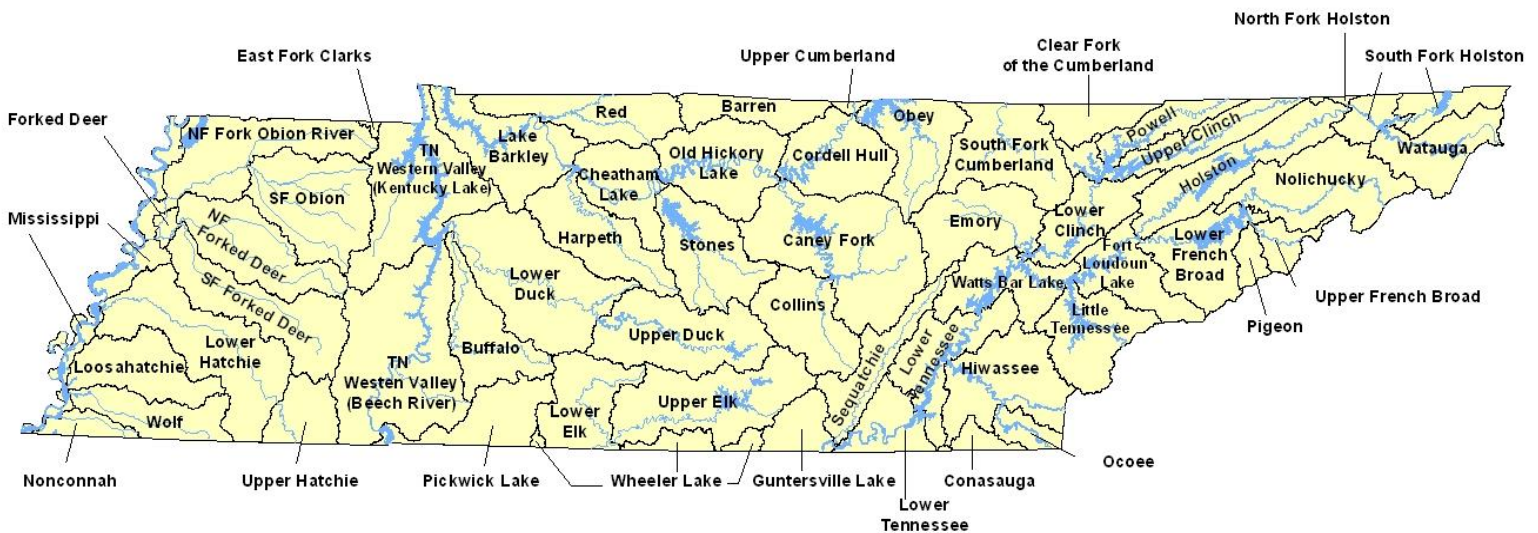 North Fork Holston
East Fork Clarks
Upper Cumberland
Clear Fork
of the Cumberland
South Fork Holston
Forked Deer
NF Fork Obion River
Red
Barren
Obey
Powell
Upper Clinch
TN
Western Valley
(Kentucky Lake)
Lake
Barkley
Old Hickory
Lake
Cordell Hull
South Fork
Cumberland
Watauga
Cheatham
Lake
SF Obion
Holston
Nolichucky
Mississippi
NF
Forked Deer
Harpeth
Stones
Caney Fork
Emory
Lower
Clinch
Lower
French
Broad
Fort
Loudoun
Lake
SF Forked Deer
Lower
Duck
Collins
Watts Bar Lake
Upper French Broad
Pigeon
Little
Tennessee
Upper Duck
Lower
Hatchie
Buffalo
Loosahatchie
TN
Westen Valley
(Beech River)
Sequatchie
Lower
Tennessee
Hiwassee
Wolf
Lower
Elk
Upper Elk
Ocoee
Nonconnah
Upper Hatchie
Pickwick Lake
Wheeler Lake
Guntersville Lake
Conasauga
Lower
Tennessee